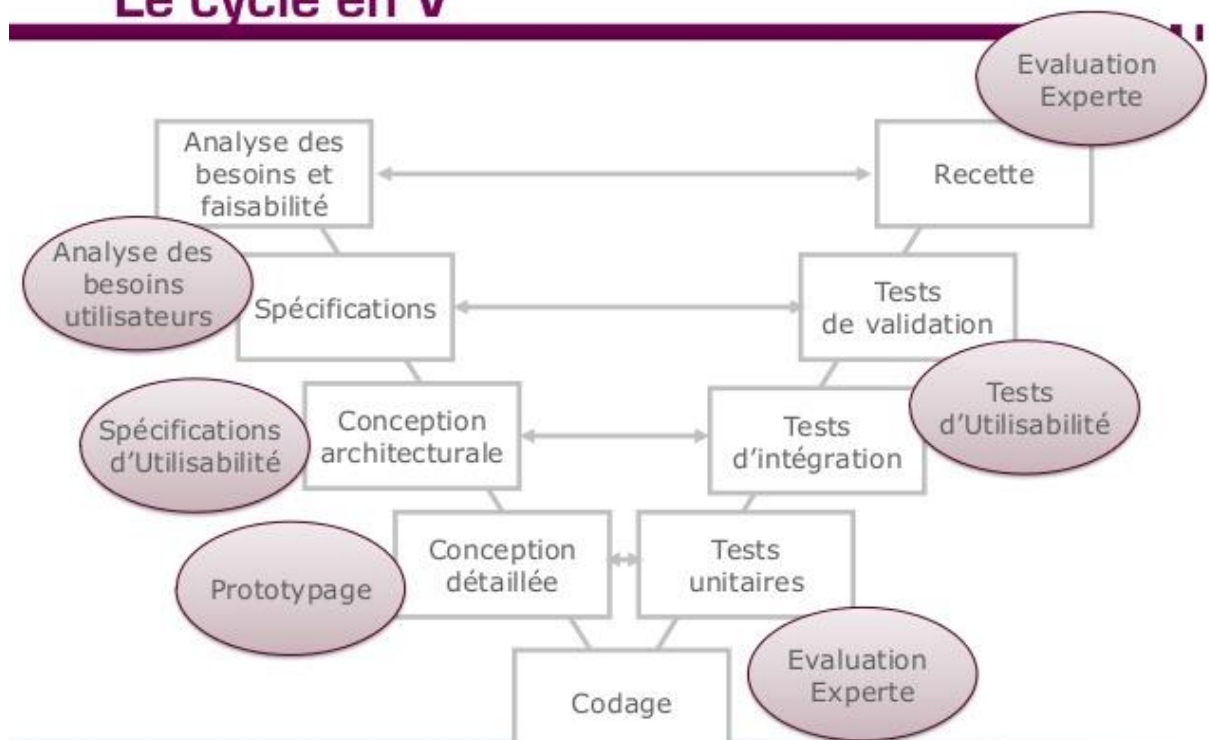 Le cycle en V
Evaluation
Experte
Analyse des
besoins et
faisabilité
Recette
Analyse des
besoins
utilisateurs
Spécifications
Tests
de validation
Spécifications
d'Utilisabilité
Conception
architecturale
Tests
d'intégration
Tests
d'Utilisabilité
Prototypage
Conception
détaillée
Tests
unitaires
Evaluation
Experte
Codage